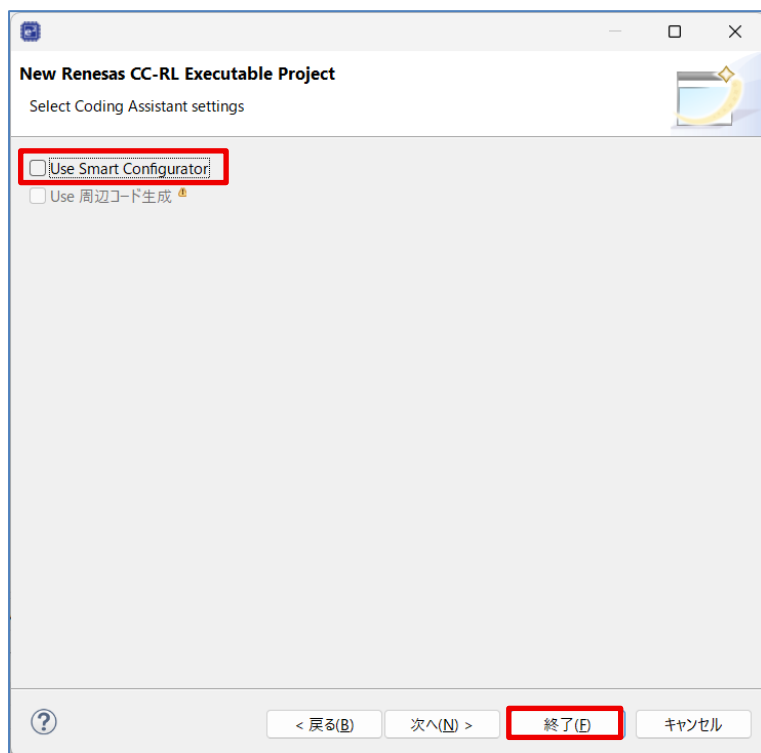 New Renesas CC-RL Executable Project
Select Coding Assistant settings
Use Smart Configurator
Use 周辺コード生成
< 戻る(B)
次へ(N) >
終了(F)
キャンセル